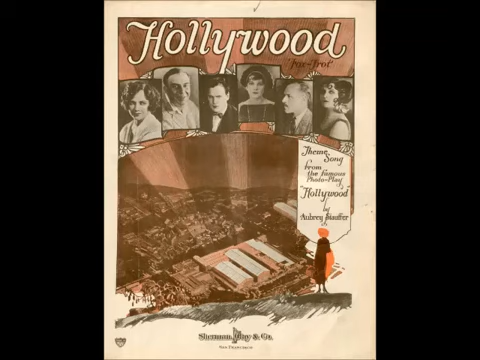 Hollywood
Fox-Trot
Theme
Song
from
the Famous
Photo-Play
"Hollywood"
by
Aubrey Stauffer
Sherman, Clay & Co.
San Francisco